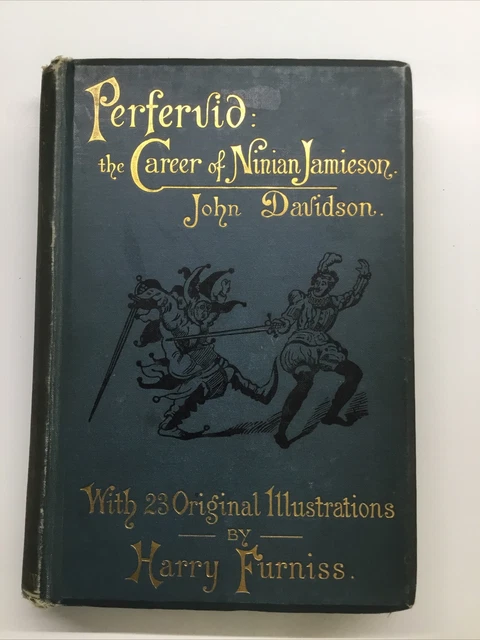 Perfervid:
the Career of Ninian Jamieson.
John Davidson.
With 23 Original Illustrations
BY
Harry Furniss.